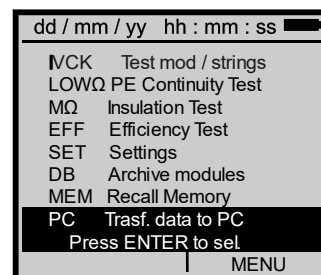 dd / mm / yy hh : mm : ss
IVCK Test mod / strings
LOWΩ PE Continuity Test
MΩ Insulation Test
EFF Efficiency Test
SET Settings
DB Archive modules
MEM Recall Memory
PC Trasf. data to PC
Press ENTER to sel.
MENU